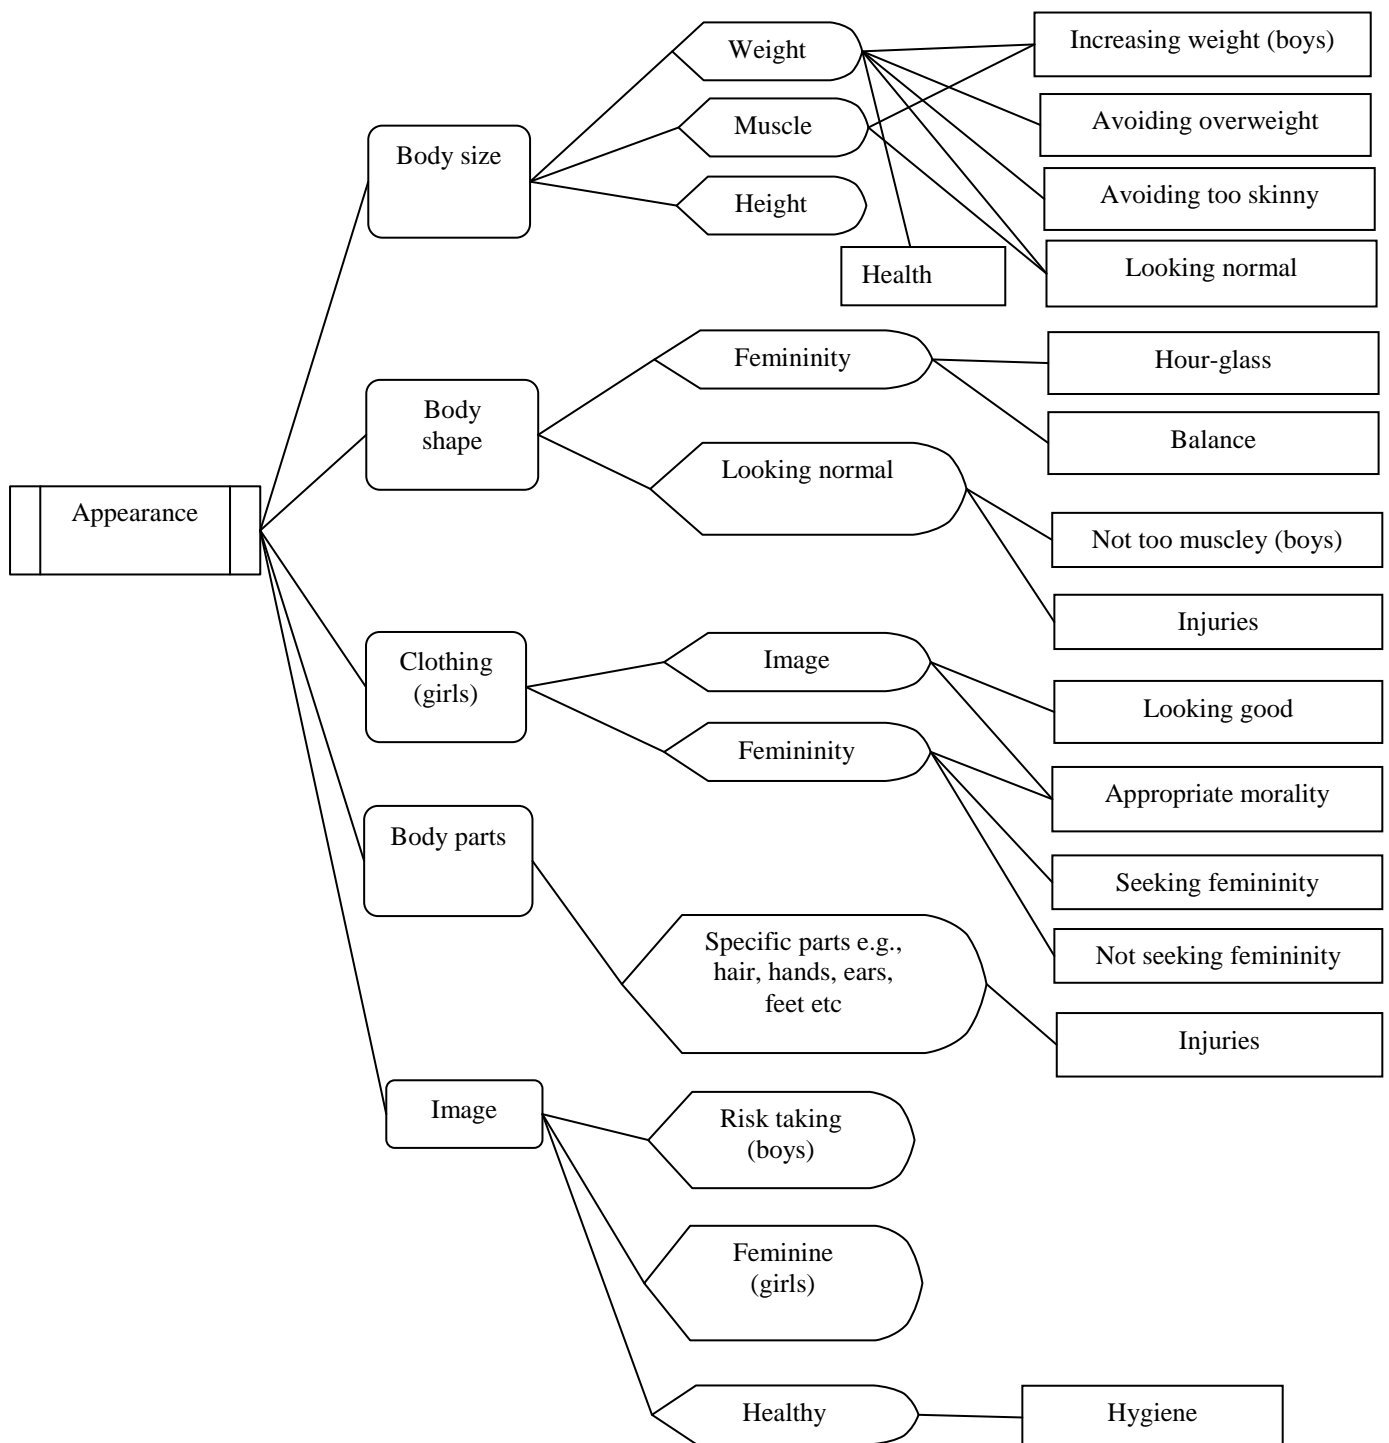 Weight
Increasing weight (boys)
Muscle
Avoiding overweight
Body size
Height
Avoiding too skinny
Health
Looking normal
Femininity
Hour-glass
Body
shape
Balance
Looking normal
Appearance
Not too muscley (boys)
Injuries
Clothing
(girls)
Image
Looking good
Femininity
Appropriate morality
Body parts
Seeking femininity
Specific parts e.g.,
hair, hands, ears,
feet etc
Not seeking femininity
Injuries
Image
Risk taking
(boys)
Feminine
(girls)
Healthy
Hygiene